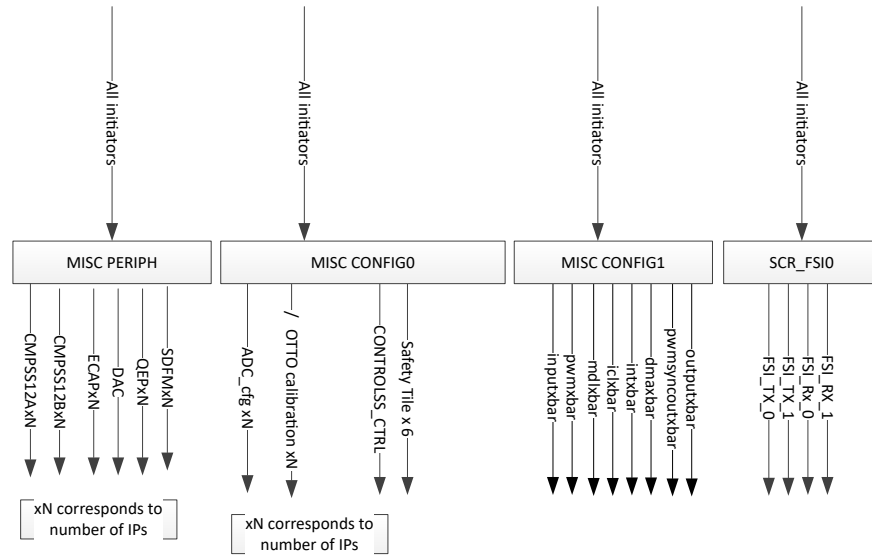 All initiators
All initiators
All initiators
All initiators
MISC PERIPH
MISC CONFIG0
MISC CONFIG1
SCR_FSI0
CMPSS12AxN
CMPSS12BxN
ECAPxN
DAC
QEPxN
SDFMxN
ADC_cfg xN
/ OTTO calibration xN
CONTROLSS_CTRL
Safety Tile x 6
inputxbar
pwmxbar
mdlxbar
iclxbar
intxbar
dmaxbar
pwmsyncoutxbar
outputxbar
FSI_TX_0
FSI_TX_1
FSI_Rx_0
FSI_RX_1
xN corresponds to
number of IPs
xN corresponds to
number of IPs